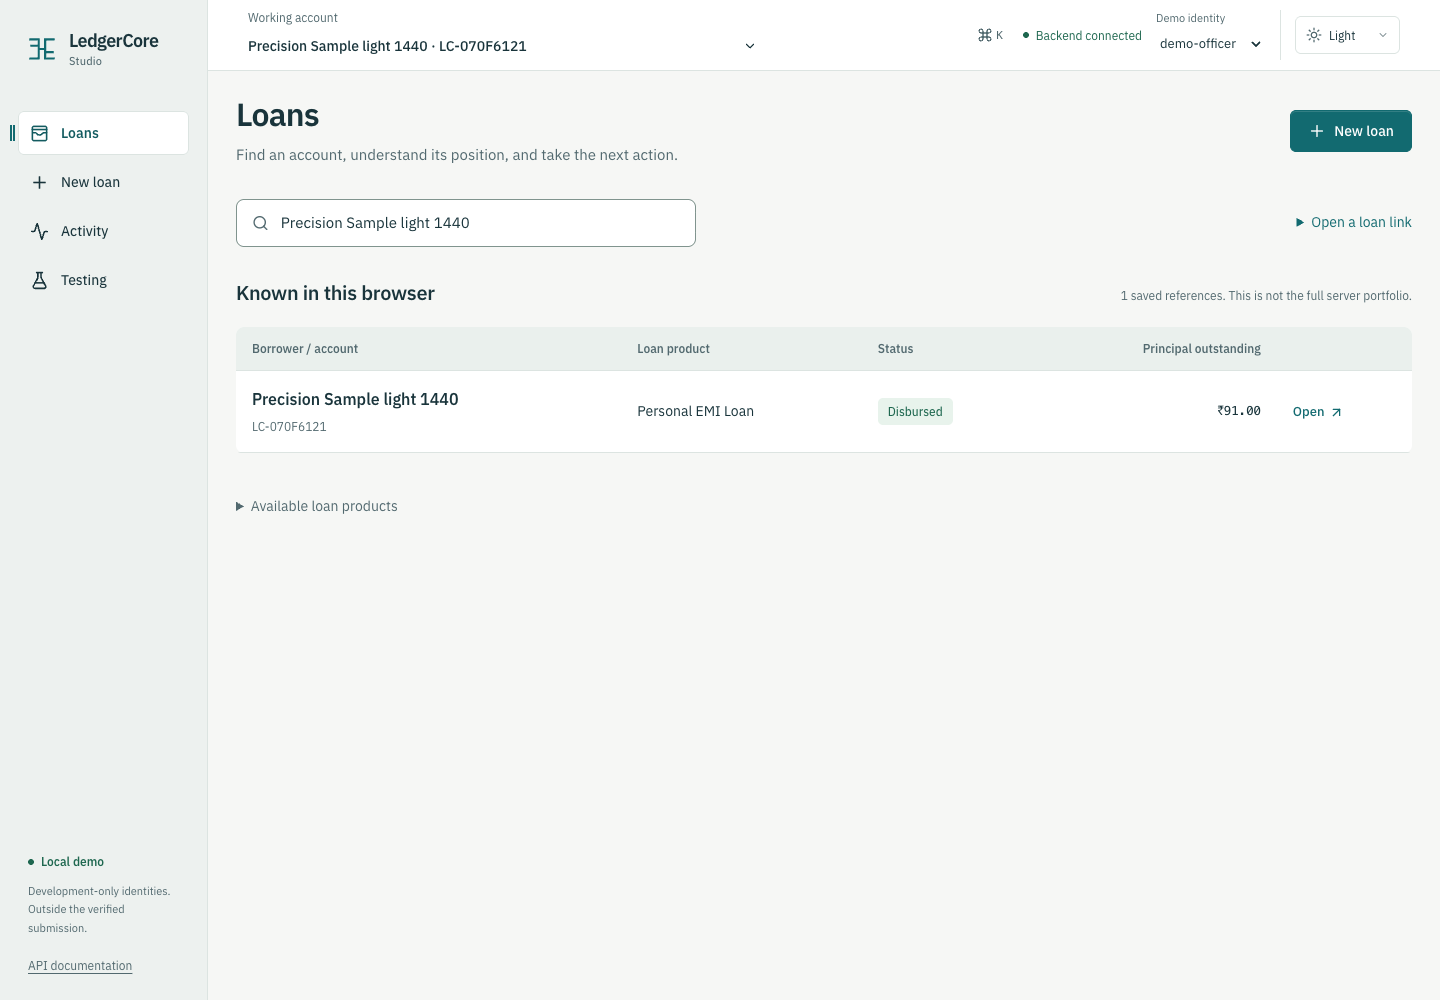 LedgerCore
Studio
Loans
New loan
Activity
Testing
Local demo
Development-only identities.
Outside the verified
submission.
API documentation
Working account
Precision Sample light 1440 · LC-070F6121
⌘ K
Backend connected
Demo identity
demo-officer
Light
Loans
Find an account, understand its position, and take the next action.
New loan
Precision Sample light 1440
Open a loan link
Known in this browser
1 saved references. This is not the full server portfolio.
Borrower / account Loan product Status Principal outstanding
Precision Sample light 1440
LC-070F6121
Personal EMI Loan
Disbursed
₹91.00
Open
Available loan products